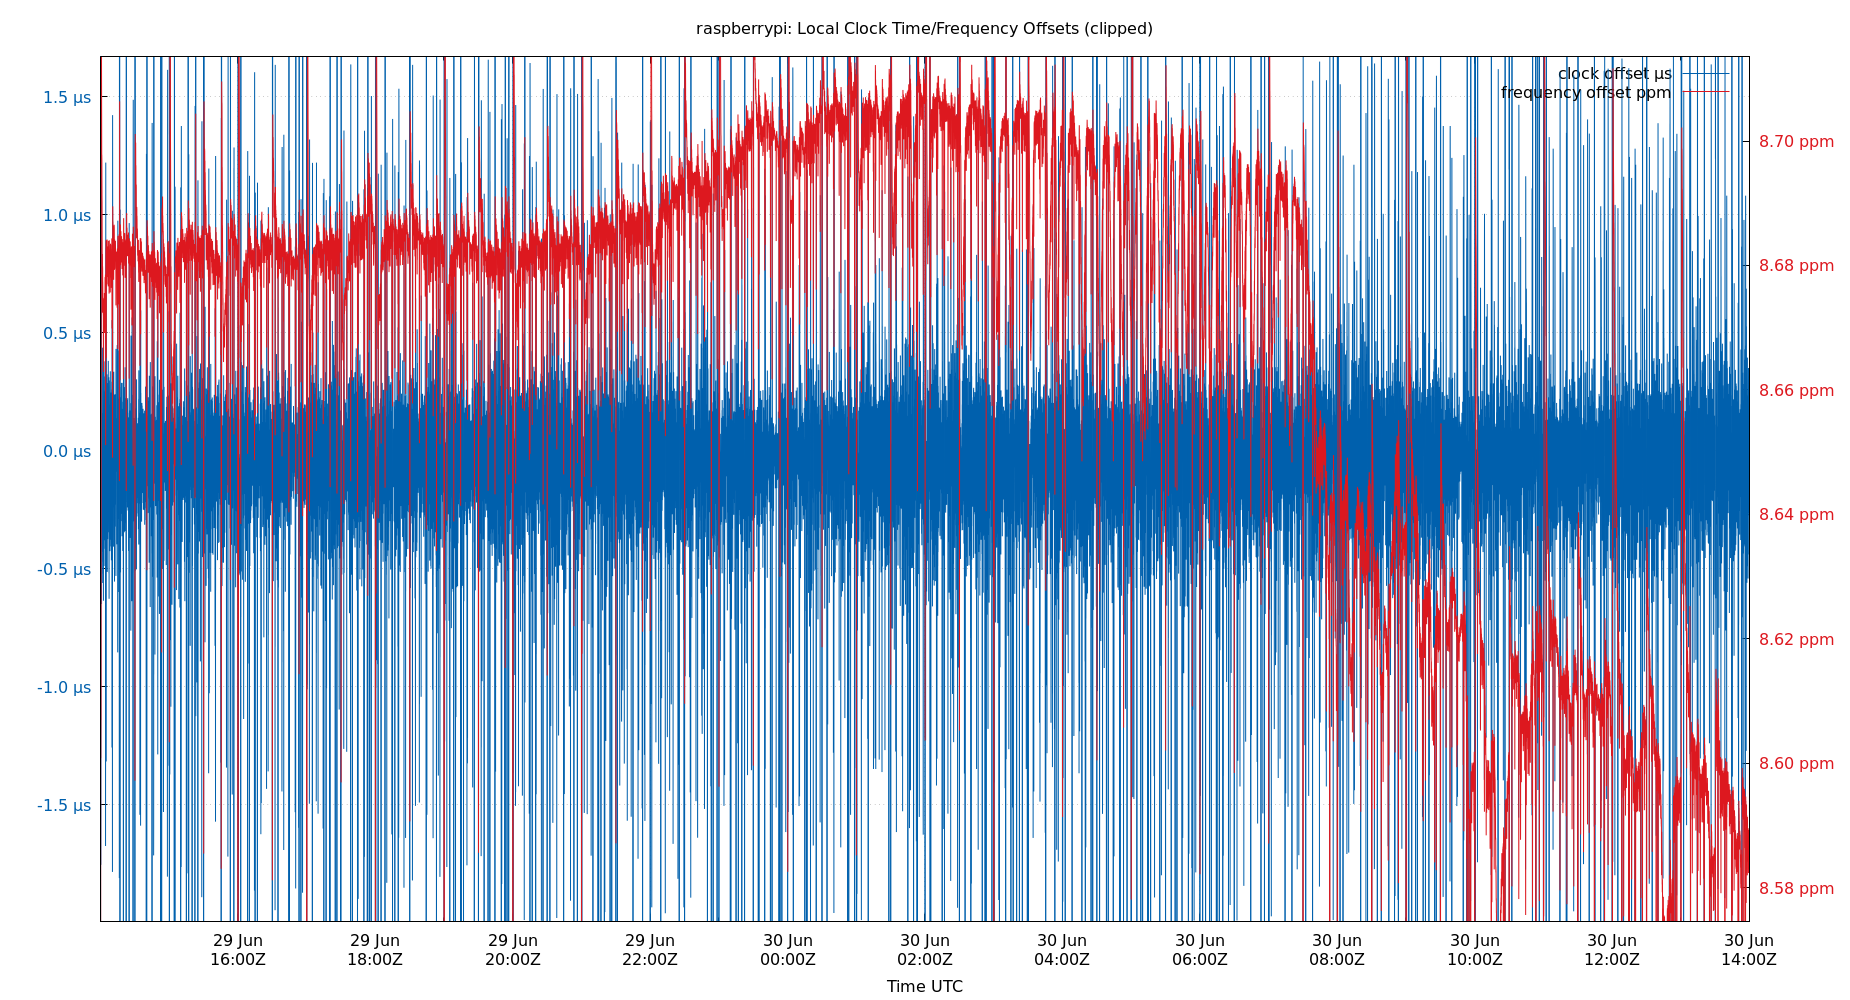 raspberrypi: Local Clock Time/Frequency Offsets (clipped)
clock offset µs
frequency offset ppm
1.5 µs
1.0 µs
0.5 µs
0.0 µs
-0.5 µs
-1.0 µs
-1.5 µs
8.70 ppm
8.68 ppm
8.66 ppm
8.64 ppm
8.62 ppm
8.60 ppm
8.58 ppm
29 Jun
16:00Z
29 Jun
18:00Z
29 Jun
20:00Z
29 Jun
22:00Z
30 Jun
00:00Z
30 Jun
02:00Z
30 Jun
04:00Z
30 Jun
06:00Z
30 Jun
08:00Z
30 Jun
10:00Z
30 Jun
12:00Z
30 Jun
14:00Z
Time UTC